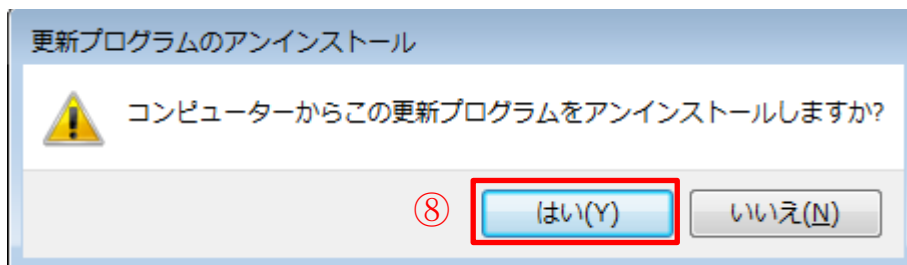 更新プログラムのアンインストール
コンピューターからこの更新プログラムをアンインストールしますか?
⑧ はい(Y) いいえ(N)